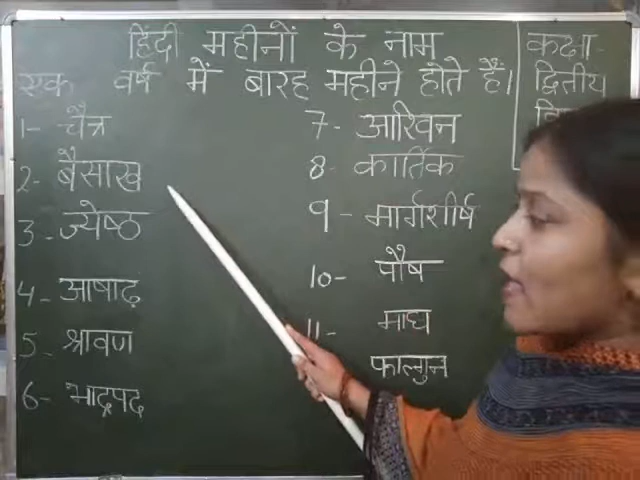 हिंदी महीनों के नाम
एक वर्ष में बारह महीने होते हैं।
1- चैत्र
2- बैसाख
3- ज्येष्ठ
4- आषाढ़
5- श्रावण
6- भाद्रपद
7- आश्विन
8- कार्तिक
9- मार्गशीर्ष
10- पौष
11- माघ
फाल्गुन
कक्षा-
द्वितीय